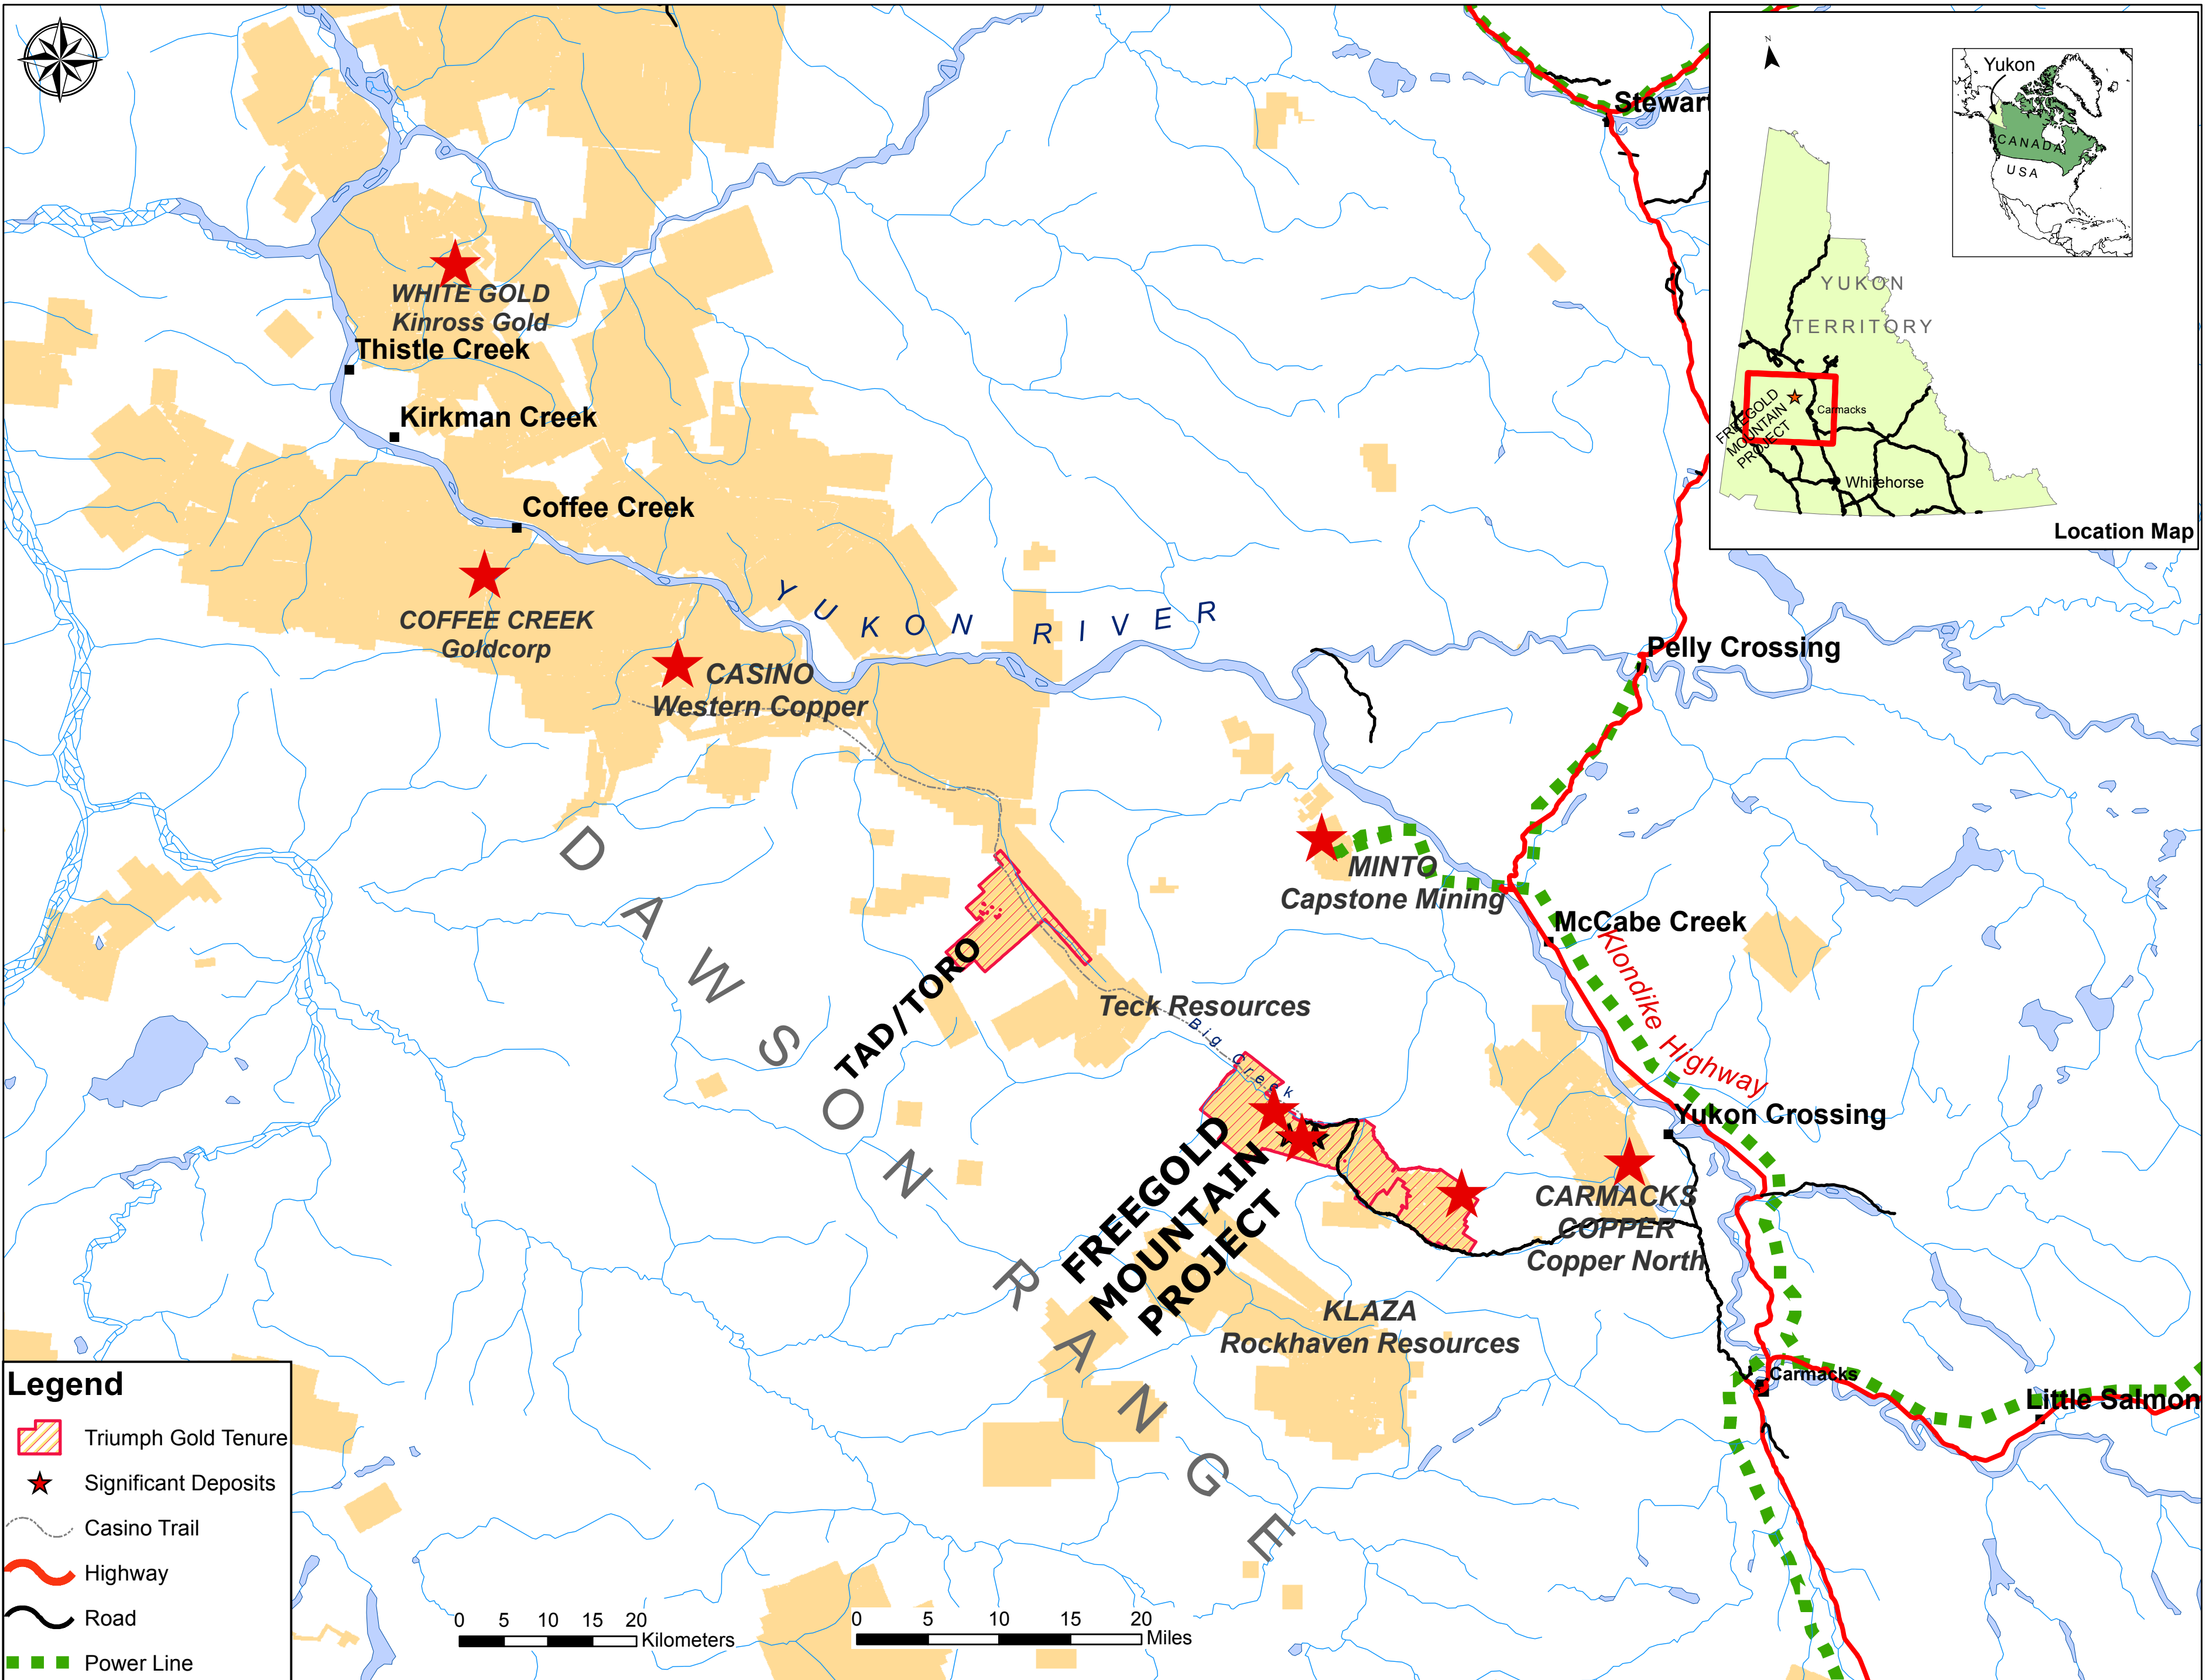 Stewart
N
Yukon
CANADA
USA
YUKON
TERRITORY
FREEGOLD
MOUNTAIN
PROJECT
Carmacks
Whitehorse
Location Map
WHITE GOLD
Kinross Gold
Thistle Creek
Kirkman Creek
Coffee Creek
COFFEE CREEK
Goldcorp
CASINO
Western Copper
YUKON RIVER
Pelly Crossing
MINTO
Capstone Mining
McCabe Creek
Klondike Highway
TAD/TORO
Teck Resources
Big Creek
Yukon Crossing
FREEGOLD
MOUNTAIN
PROJECT
CARMACKS
COPPER
Copper North
KLAZA
Rockhaven Resources
DAWSON RANGE
Carmacks
Little Salmon
Legend
Triumph Gold Tenure
Significant Deposits
Casino Trail
Highway
Road
Power Line
0 5 10 15 20
Kilometers
0 5 10 15 20
Miles